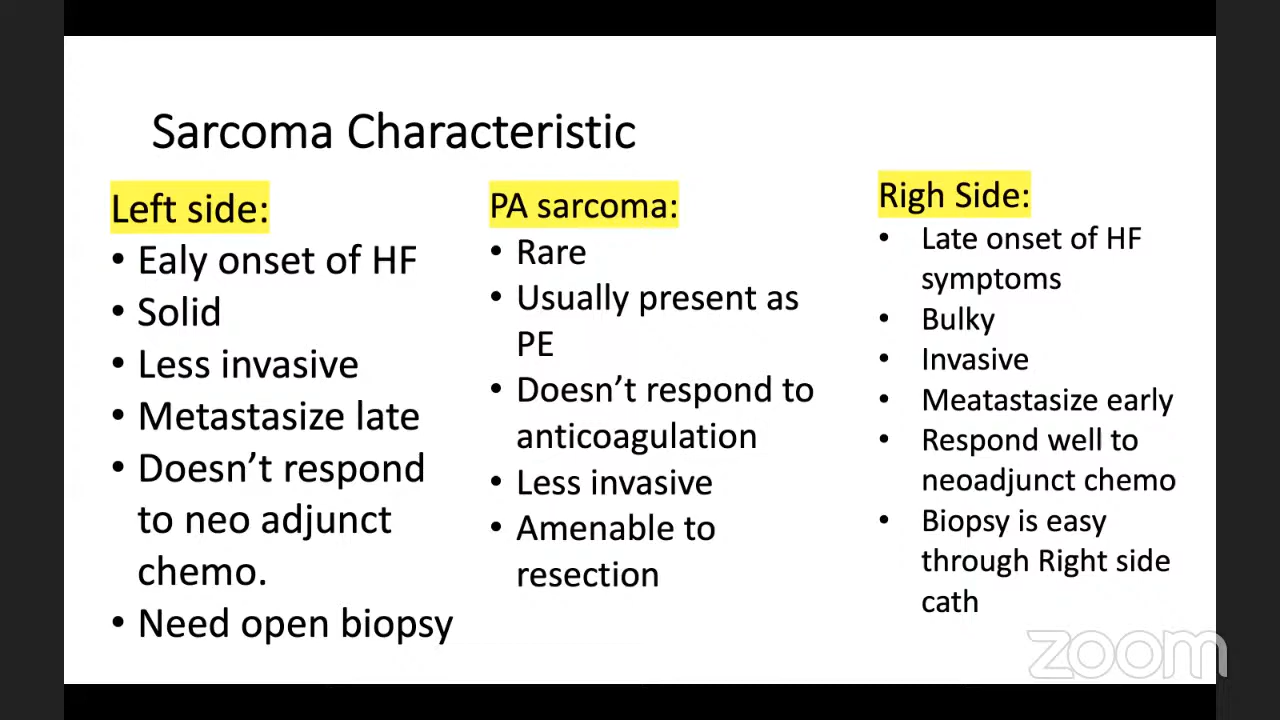 Sarcoma Characteristic
Left side:
• Ealy onset of HF
• Solid
• Less invasive
• Metastasize late
• Doesn’t respond
to neo adjunct
chemo.
• Need open biopsy
PA sarcoma:
• Rare
• Usually present as
PE
• Doesn’t respond to
anticoagulation
• Less invasive
• Amenable to
resection
Righ Side:
• Late onset of HF
symptoms
• Bulky
• Invasive
• Meatastasize early
• Respond well to
neoadjunct chemo
• Biopsy is easy
through Right side
cath
zoom